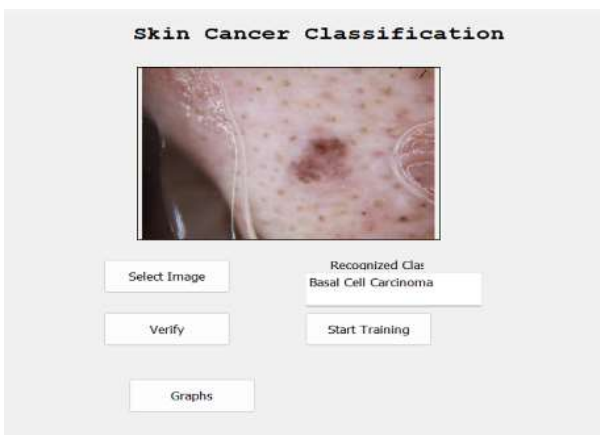 Skin Cancer Classification
Select Image
Recognized Clas
Basal Cell Carcinoma
Verify
Start Training
Graphs